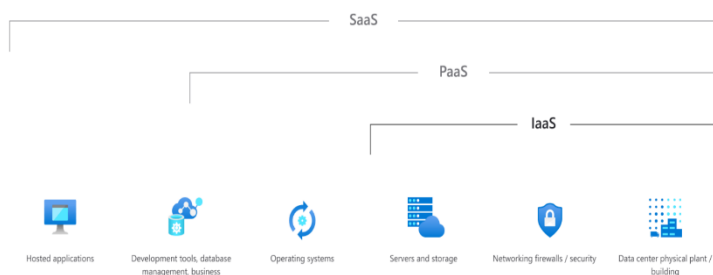 SaaS
PaaS
IaaS
Hosted applications
Development tools, database
management, business
Operating systems
Servers and storage
Networking firewalls / security
Data center physical plant /
building